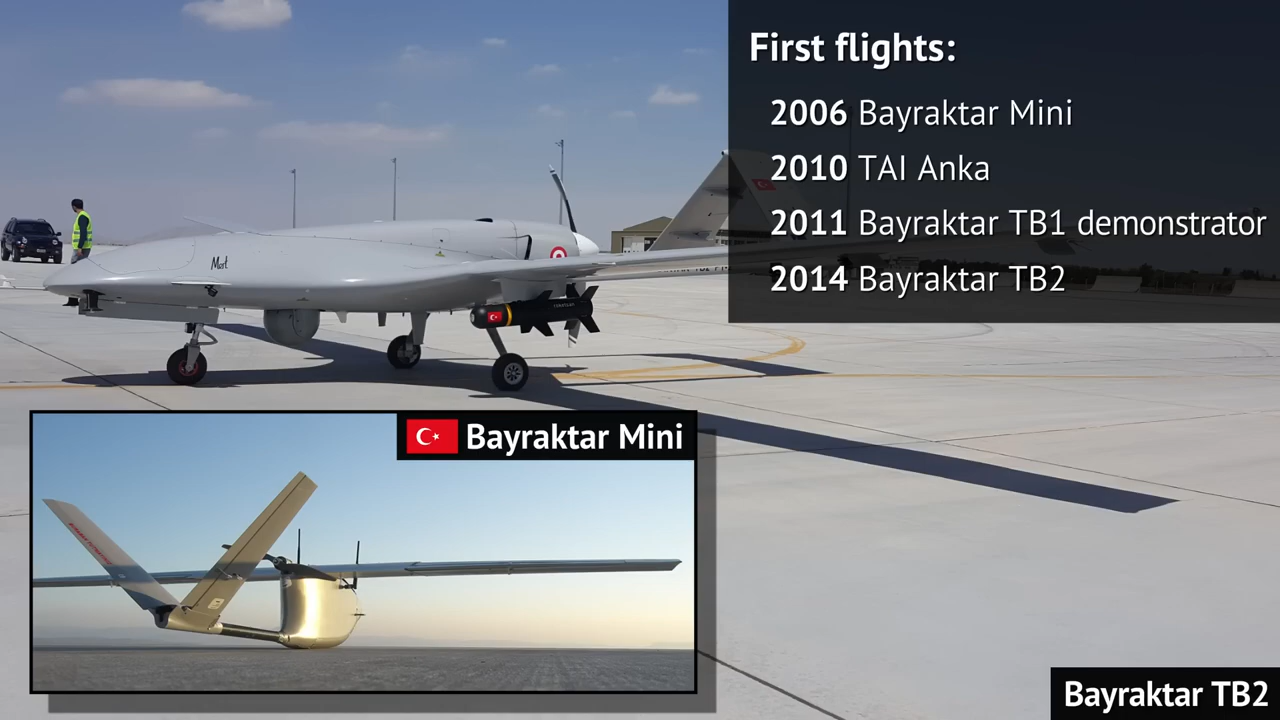 First flights:
2006 Bayraktar Mini
2010 TAI Anka
2011 Bayraktar TB1 demonstrator
2014 Bayraktar TB2
Bayraktar Mini
Bayraktar TB2